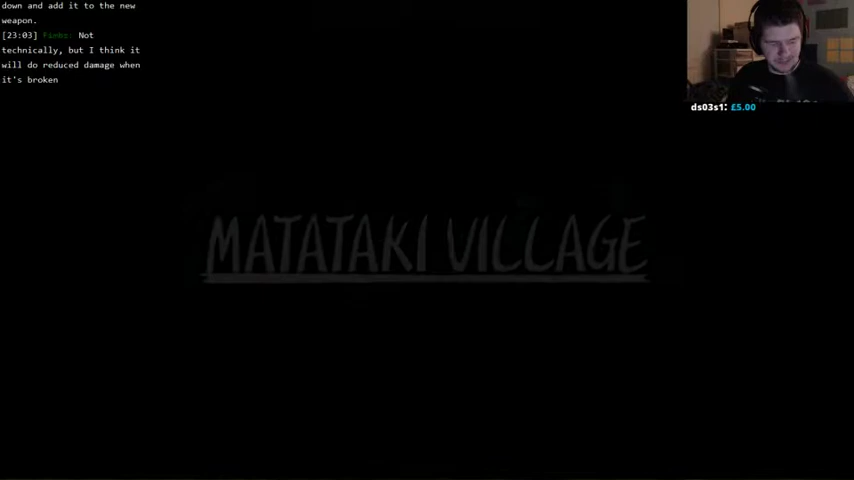 down and add it to the new
weapon.
[23:03] Fimkz: Not
technically, but I think it
will do reduced damage when
it's broken
ds03s1: £5.00
MATATAKI VILLAGE